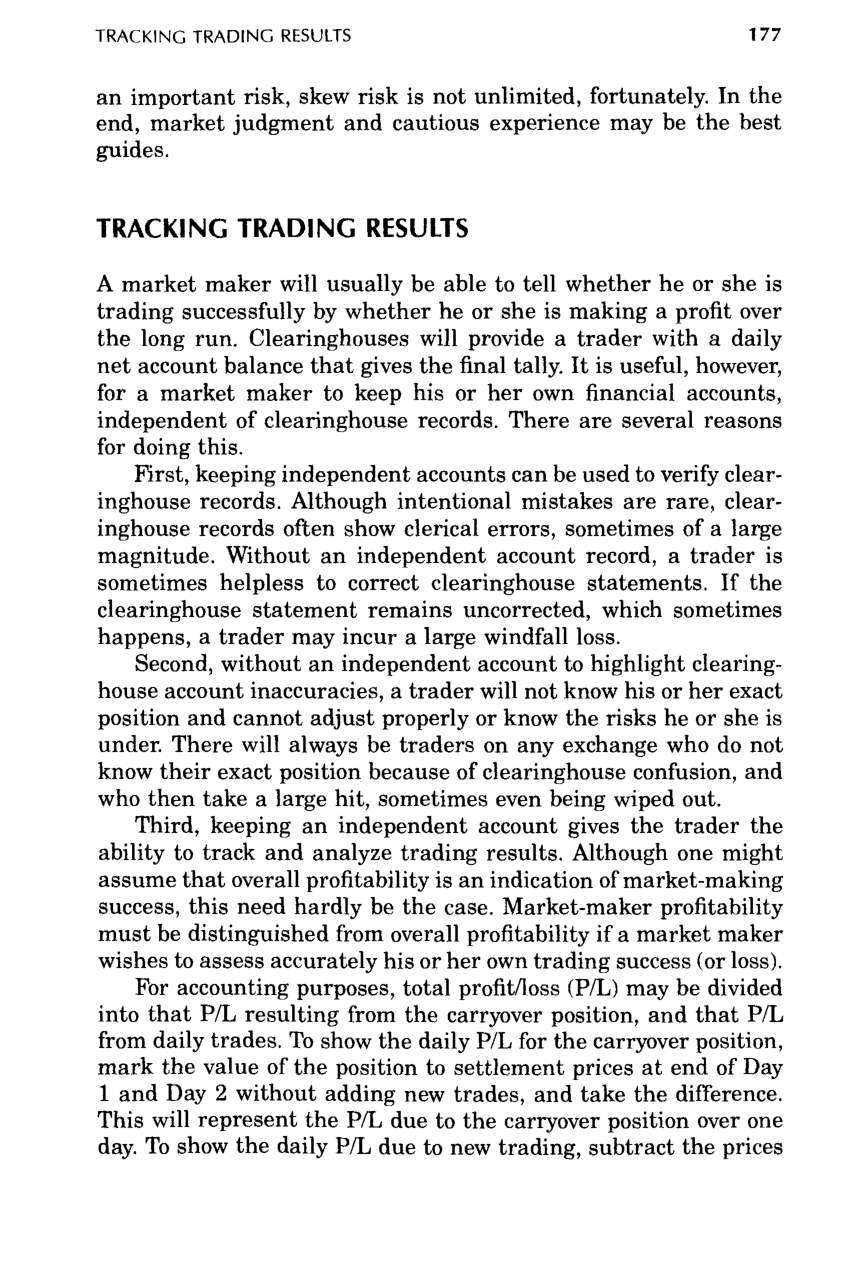 TRACKING TRADING RESULTS 177
an important risk, skew risk is not unlimited, fortunately. In the
end, market judgment and cautious experience may be the best
guides.
TRACKING TRADING RESULTS
A market maker will usually be able to tell whether he or she is
trading successfully by whether he or she is making a profit over
the long run. Clearinghouses will provide a trader with a daily
net account balance that gives the final tally. It is useful, however,
for a market maker to keep his or her own financial accounts,
independent of clearinghouse records. There are several reasons
for doing this.
First, keeping independent accounts can be used to verify clear-
inghouse records. Although intentional mistakes are rare, clear-
inghouse records often show clerical errors, sometimes of a large
magnitude. Without an independent account record, a trader is
sometimes helpless to correct clearinghouse statements. If the
clearinghouse statement remains uncorrected, which sometimes
happens, a trader may incur a large windfall loss.
Second, without an independent account to highlight clearing-
house account inaccuracies, a trader will not know his or her exact
position and cannot adjust properly or know the risks he or she is
under. There will always be traders on any exchange who do not
know their exact position because of clearinghouse confusion, and
who then take a large hit, sometimes even being wiped out.
Third, keeping an independent account gives the trader the
ability to track and analyze trading results. Although one might
assume that overall profitability is an indication of market-making
success, this need hardly be the case. Market-maker profitability
must be distinguished from overall profitability if a market maker
wishes to assess accurately his or her own trading success (or loss).
For accounting purposes, total profit/loss (P/L) may be divided
into that P/L resulting from the carryover position, and that P/L
from daily trades. To show the daily P/L for the carryover position,
mark the value of the position to settlement prices at end of Day
1 and Day 2 without adding new trades, and take the difference.
This will represent the P/L due to the carryover position over one
day. To show the daily P/L due to new trading, subtract the prices